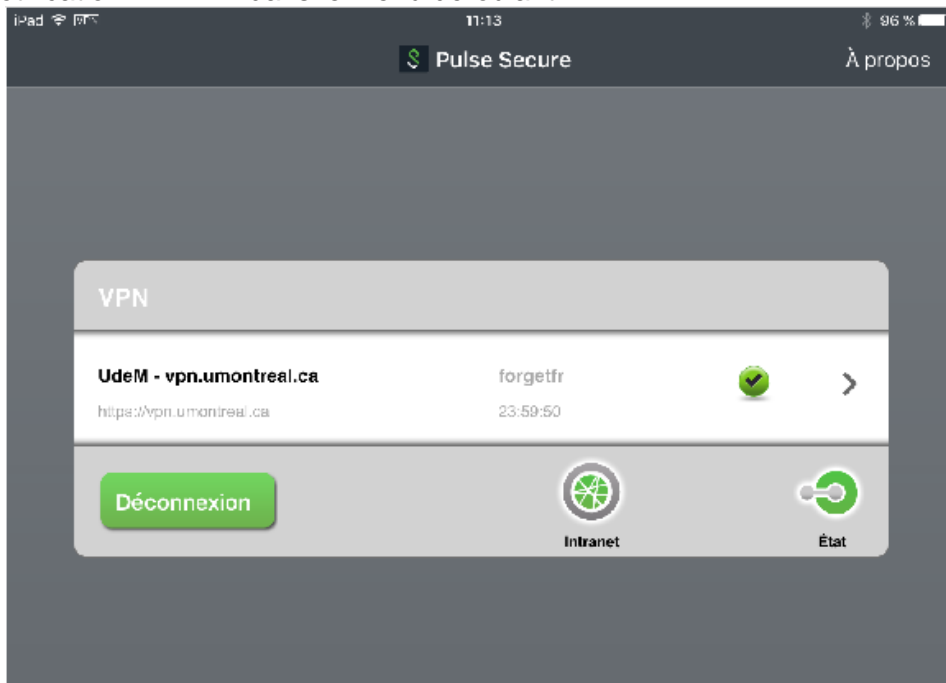 iPad VPN 11:13 96 %
Pulse Secure À propos
VPN
UdeM - vpn.umontreal.ca forgetfr
https://vpn.umontreal.ca 23:59:50
Déconnexion
Intranet État